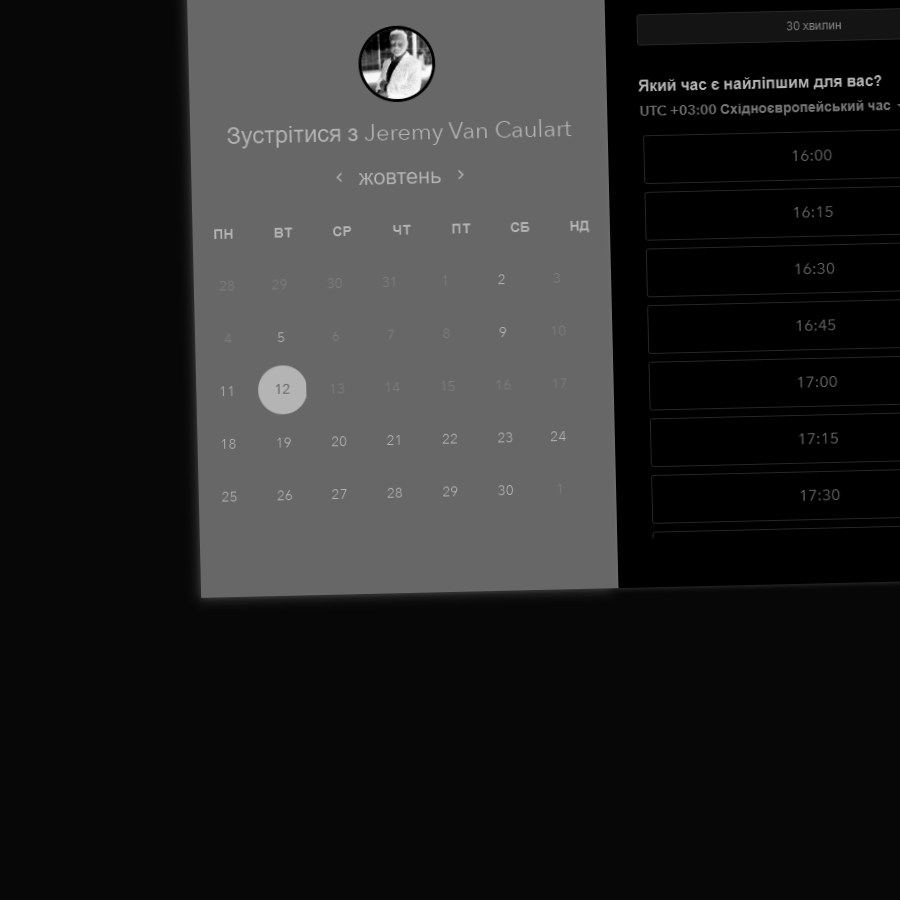 Зустрітися з Jeremy Van Caulart
‹ жовтень ›
ПН ВТ СР ЧТ ПТ СБ НД
28 29 30 31 1 2 3
4 5 6 7 8 9 10
11 12 13 14 15 16 17
18 19 20 21 22 23 24
25 26 27 28 29 30 1
30 хвилин
Який час є найліпшим для вас?
UTC +03:00 Східноєвропейський час
16:00
16:15
16:30
16:45
17:00
17:15
17:30